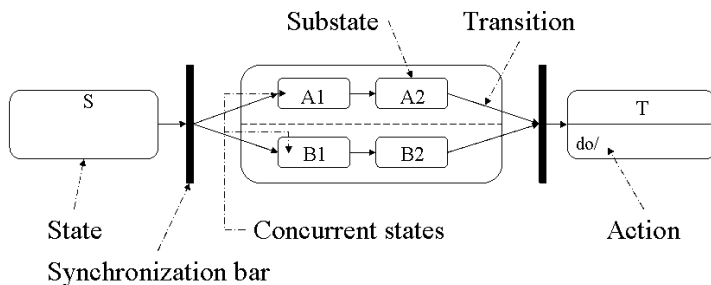 Substate
Transition
S
A1
A2
T
B1
B2
do/
State
Concurrent states
Action
Synchronization bar